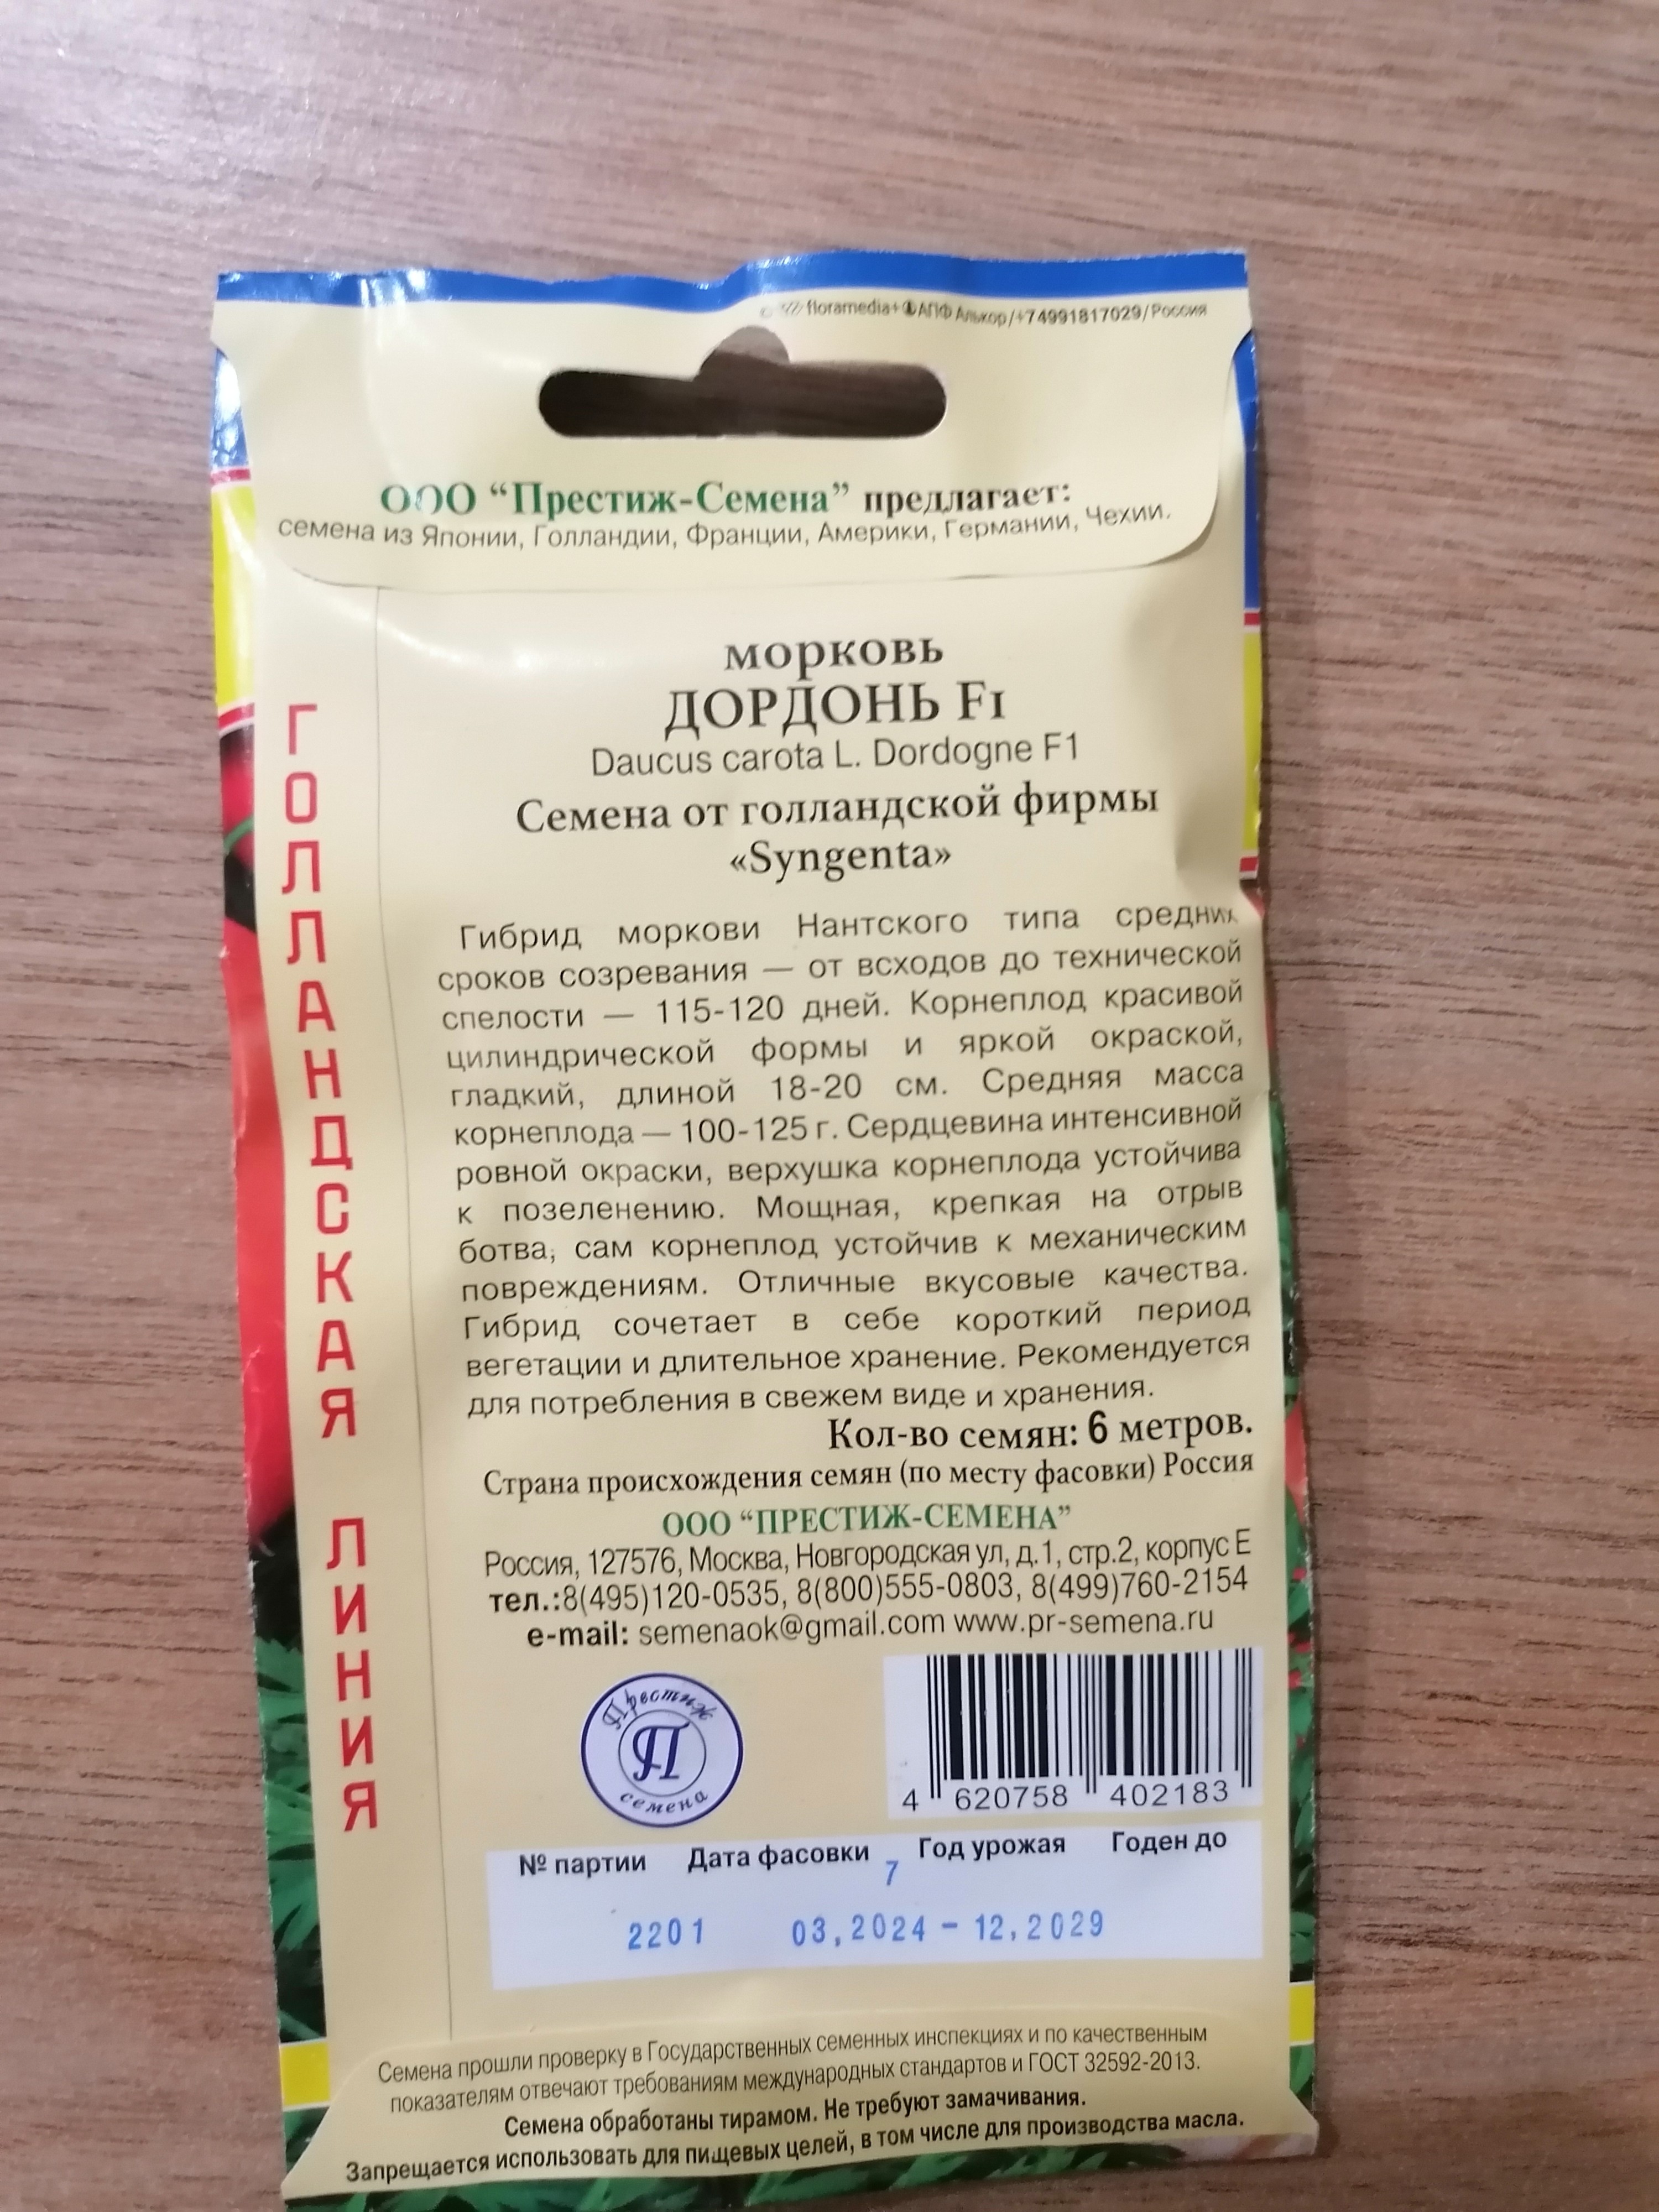 floramedia+ АПФ Алькор/+74991817029/Россия
ООО “Престиж-Семена” предлагает:
семена из Японии, Голландии, Франции, Америки, Германии, Чехии.
ГОЛЛАНДСКАЯ ЛИНИЯ
морковь
ДОРДОНЬ F1
Daucus carota L. Dordogne F1
Семена от голландской фирмы
«Syngenta»
Гибрид моркови Нантского типа средних
сроков созревания — от всходов до технической
спелости — 115-120 дней. Корнеплод красивой
цилиндрической формы и яркой окраской,
гладкий, длиной 18-20 см. Средняя масса
корнеплода — 100-125 г. Сердцевина интенсивной
ровной окраски, верхушка корнеплода устойчива
к позеленению. Мощная, крепкая на отрыв
ботва, сам корнеплод устойчив к механическим
повреждениям. Отличные вкусовые качества.
Гибрид сочетает в себе короткий период
вегетации и длительное хранение. Рекомендуется
для потребления в свежем виде и хранения.
Кол-во семян: 6 метров.
Страна происхождения семян (по месту фасовки) Россия
ООО “ПРЕСТИЖ-СЕМЕНА”
Россия, 127576, Москва, Новгородская ул, д.1, стр.2, корпус Е
тел.:8(495)120-0535, 8(800)555-0803, 8(499)760-2154
e-mail: semenaok@gmail.com www.pr-semena.ru
Престиж
П
семена
4 620758 402183
№ партии Дата фасовки Год урожая Годен до
7
2201 03,2024 - 12,2029
Семена прошли проверку в Государственных семенных инспекциях и по качественным
показателям отвечают требованиям международных стандартов и ГОСТ 32592-2013.
Семена обработаны тирамом. Не требуют замачивания.
Запрещается использовать для пищевых целей, в том числе для производства масла.